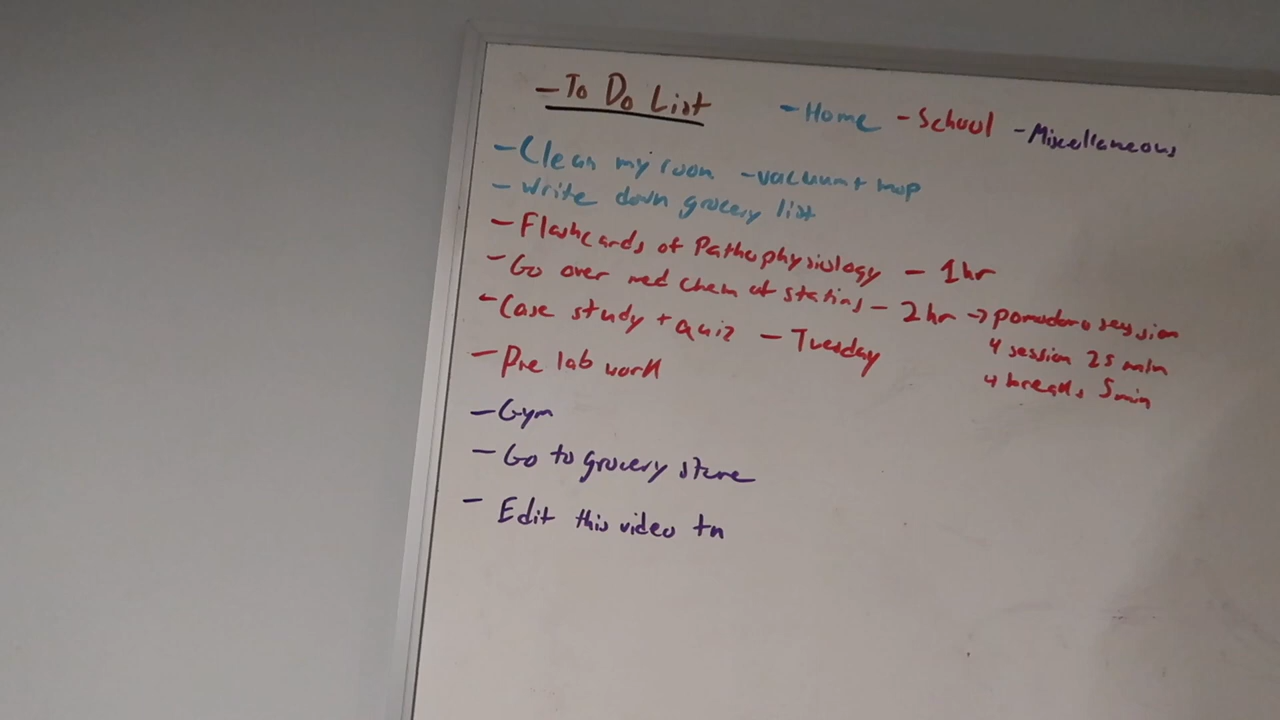 - To Do List - Home - School - Miscellaneous
- Clean my room - vacuum + mop
- Write down grocery list
- Flashcards of Pathophysiology - 1hr
- Go over med chem of statins - 2hr → pomodoro session
4 session 25 min
4 breaks 5min
- Case study + quiz - Tuesday
- Pre lab work
- Gym
- Go to grocery store
- Edit this video tn